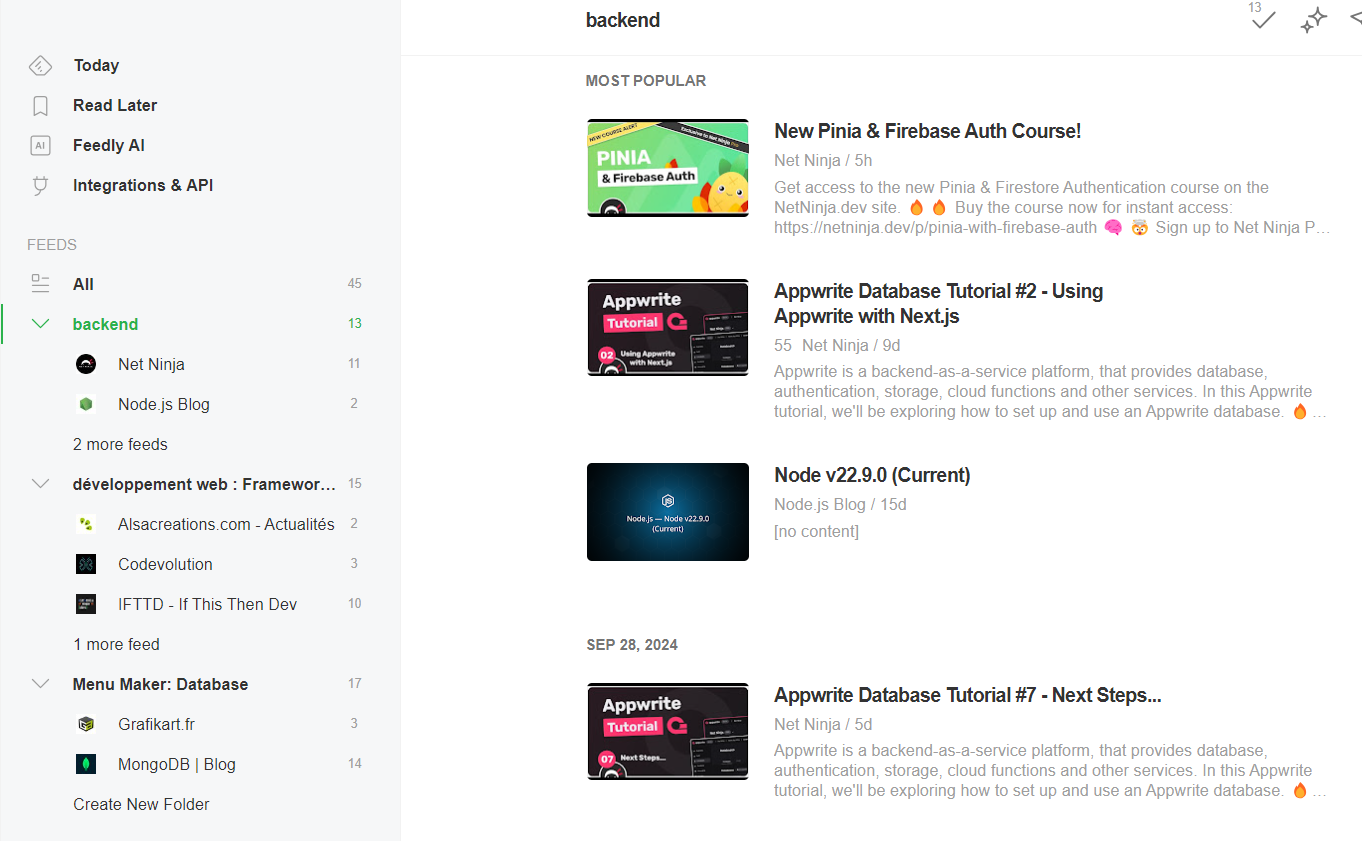 Today
Read Later
AI
Feedly AI
Integrations & API
FEEDS
All 45
backend 13
Net Ninja 11
Node.js Blog 2
2 more feeds
développement web : Framewor... 15
Alsacreations.com - Actualités 2
Codevolution 3
IFTTD - If This Then Dev 10
1 more feed
Menu Maker: Database 17
Grafikart.fr 3
MongoDB | Blog 14
Create New Folder
backend
13
MOST POPULAR
NEW COURSE ALERT
Exclusive to Net Ninja Pro
PINIA
& Firebase Auth
New Pinia & Firebase Auth Course!
Net Ninja / 5h
Get access to the new Pinia & Firestore Authentication course on the
NetNinja.dev site. 🔥 🔥 Buy the course now for instant access:
https://netninja.dev/p/pinia-with-firebase-auth 🧠 🤯 Sign up to Net Ninja P…
Appwrite
Tutorial
02
Using Appwrite
with Next.js
Appwrite Database Tutorial #2 - Using
Appwrite with Next.js
55 Net Ninja / 9d
Appwrite is a backend-as-a-service platform, that provides database,
authentication, storage, cloud functions and other services. In this Appwrite
tutorial, we'll be exploring how to set up and use an Appwrite database. 🔥 …
JS
Node.js — Node v22.9.0
(Current)
Node v22.9.0 (Current)
Node.js Blog / 15d
[no content]
SEP 28, 2024
Appwrite
Tutorial
07
Next Steps...
Appwrite Database Tutorial #7 - Next Steps...
Net Ninja / 5d
Appwrite is a backend-as-a-service platform, that provides database,
authentication, storage, cloud functions and other services. In this Appwrite
tutorial, we'll be exploring how to set up and use an Appwrite database. 🔥 …